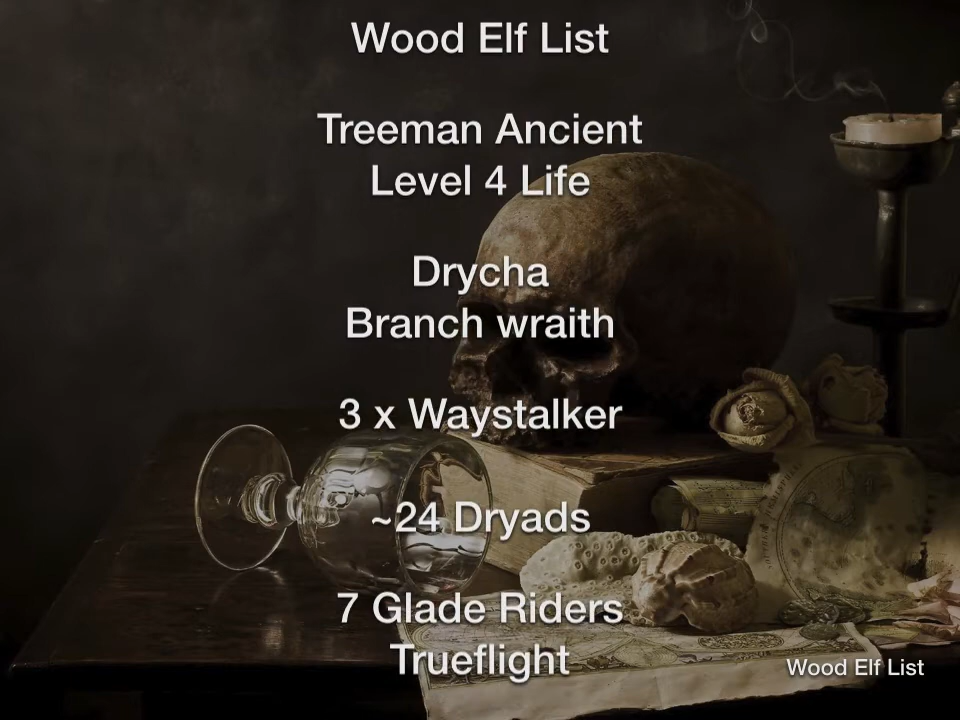 Wood Elf List
Treeman Ancient
Level 4 Life
Drycha
Branch wraith
3 x Waystalker
~24 Dryads
7 Glade Riders
Trueflight
Wood Elf List